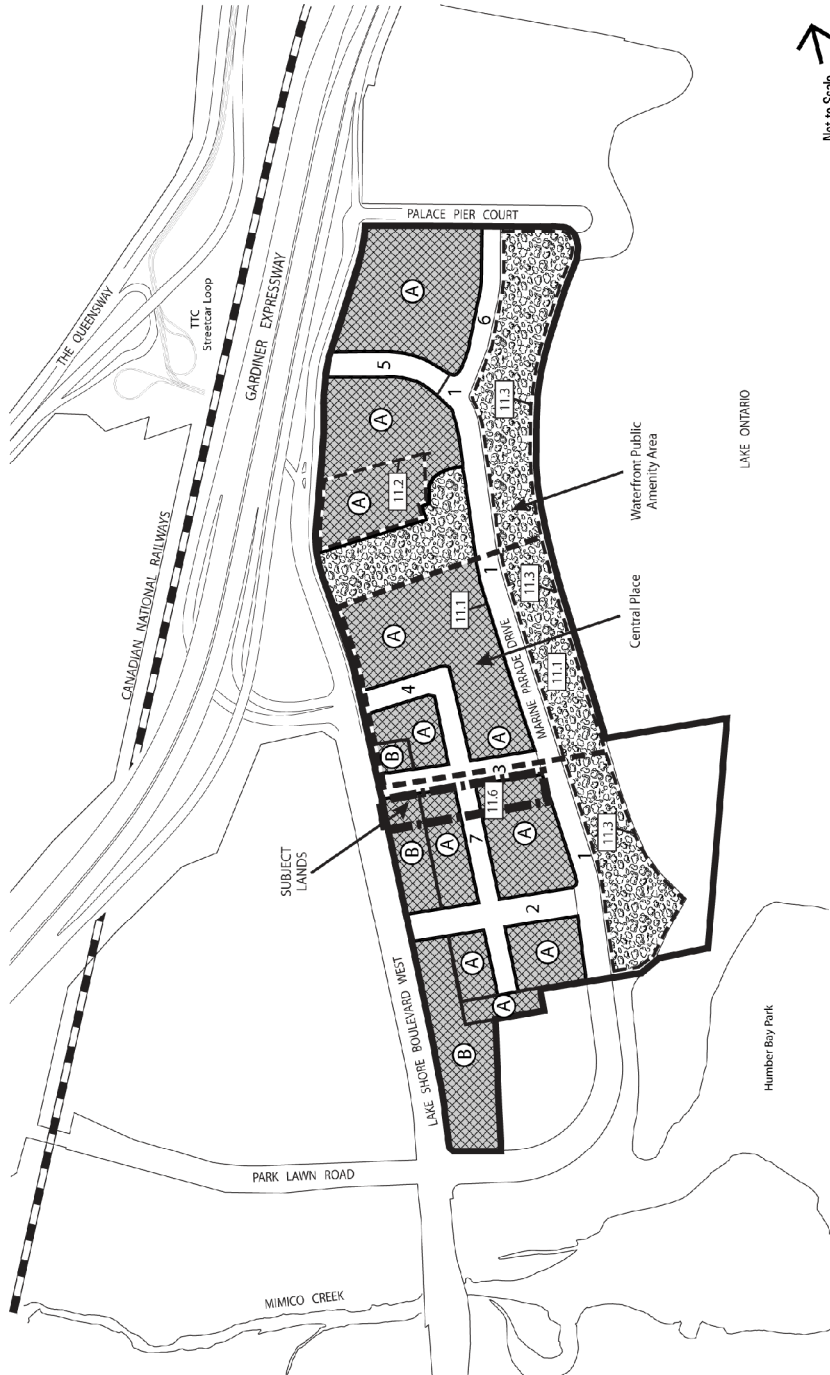 THE QUEENSWAY
TTC
Streetcar Loop
GARDINER EXPRESSWAY
CANADIAN NATIONAL RAILWAYS
PALACE PIER COURT
A
6
5
1
11.3
A
11.2
A
LAKE ONTARIO
Waterfront Public
Amenity Area
1
11.3
11.1
A
Central Place
MARINE PARADE DRIVE
11.1
4
B
A
A
3
SUBJECT
LANDS
11.6
B
A
7
A
1
11.3
2
LAKE SHORE BOULEVARD WEST
A
A
A
B
Humber Bay Park
PARK LAWN ROAD
MIMICO CREEK
Not to Scale